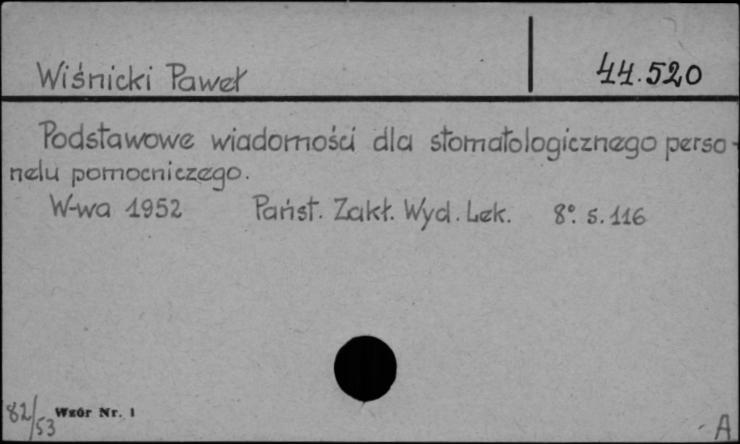 Wiśnicki Paweł 44.520
Podstawowe wiadomości dla stomatologicznego perso-
nelu pomocniczego.
W-wa 1952 Państ. Zakł. Wyd. Lek. 8° s. 116
82/53 Wzór Nr. 1 A